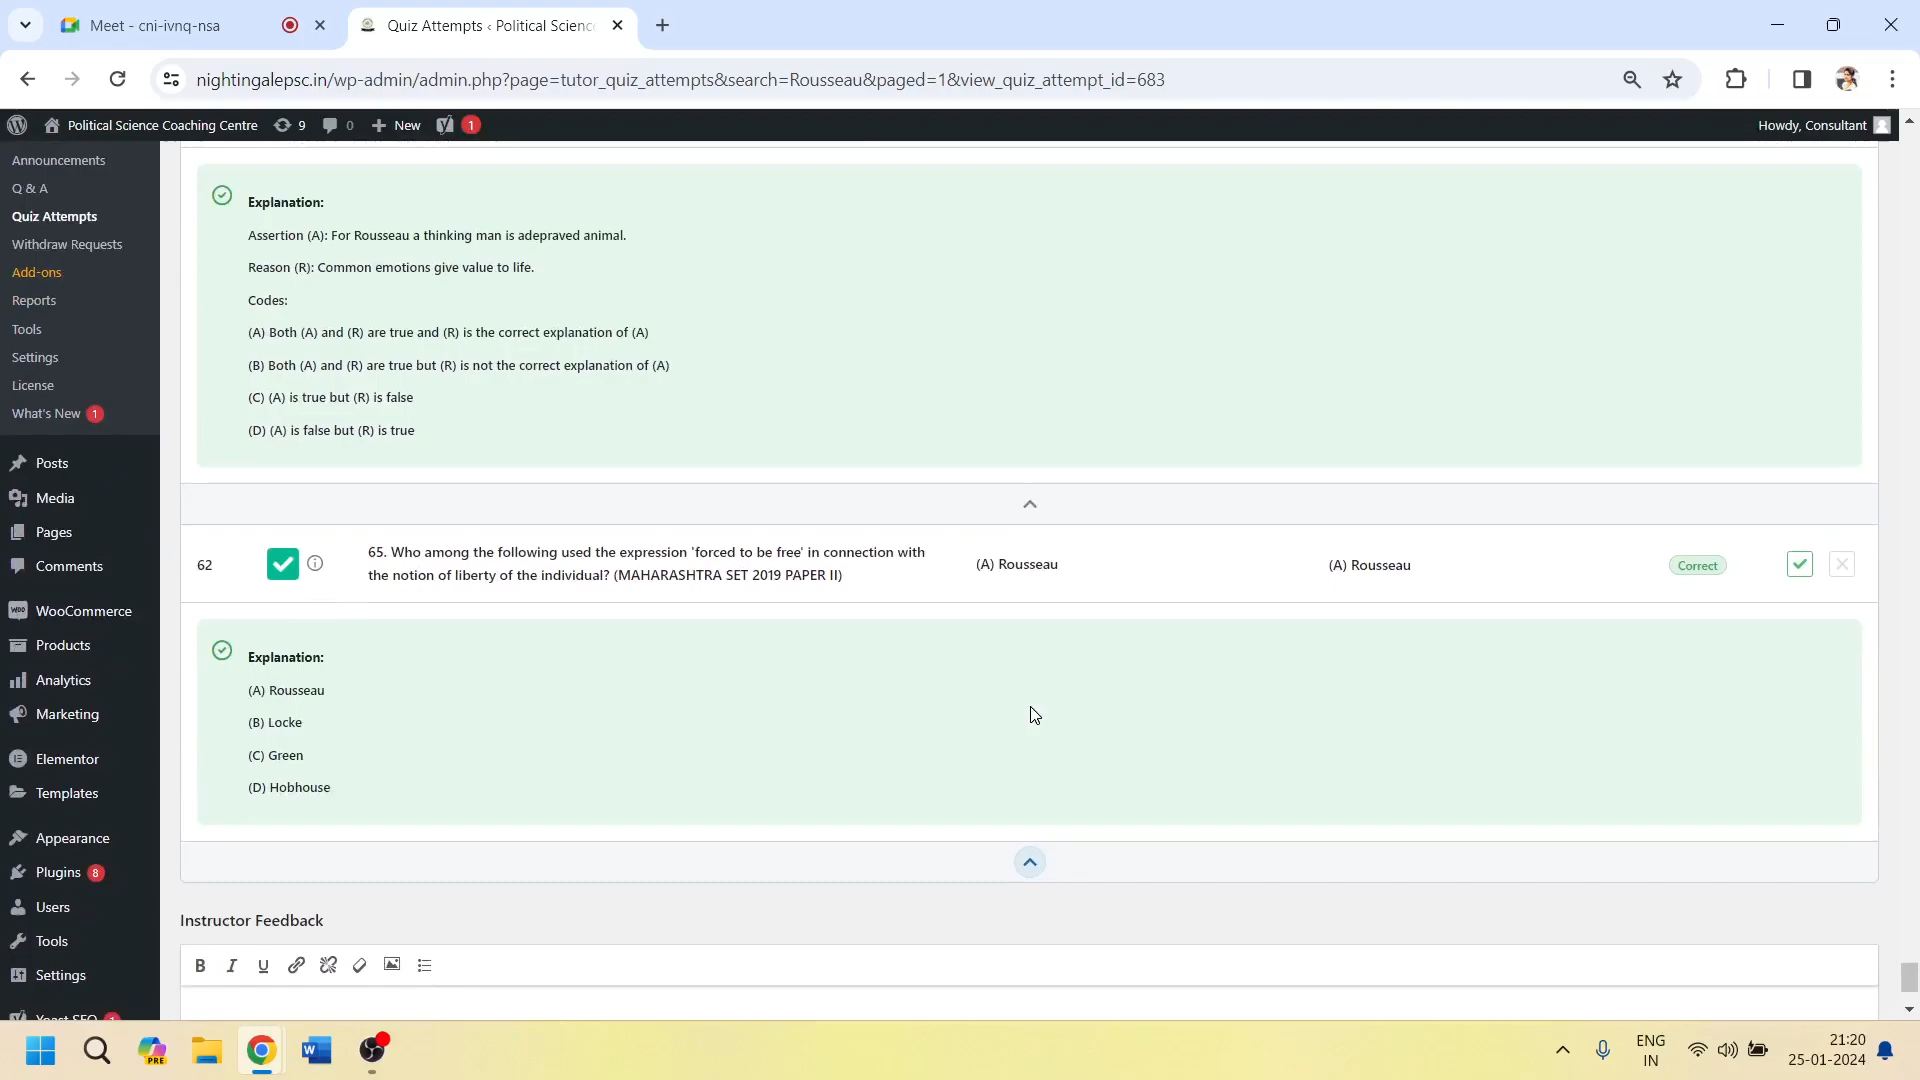 Meet - cni-ivnq-nsa
Quiz Attempts ‹ Political Science
nightingalepsc.in/wp-admin/admin.php?page=tutor_quiz_attempts&search=Rousseau&paged=1&view_quiz_attempt_id=683
Political Science Coaching Centre 9 0 New 1 Howdy, Consultant
Announcements
Q & A
Quiz Attempts
Withdraw Requests
Add-ons
Reports
Tools
Settings
License
What's New 1
Posts
Media
Pages
Comments
WooCommerce
Products
Analytics
Marketing
Elementor
Templates
Appearance
Plugins 8
Users
Tools
Settings
Yoast SEO
Explanation:
Assertion (A): For Rousseau a thinking man is adepraved animal.
Reason (R): Common emotions give value to life.
Codes:
(A) Both (A) and (R) are true and (R) is the correct explanation of (A)
(B) Both (A) and (R) are true but (R) is not the correct explanation of (A)
(C) (A) is true but (R) is false
(D) (A) is false but (R) is true
62
65. Who among the following used the expression 'forced to be free' in connection with
the notion of liberty of the individual? (MAHARASHTRA SET 2019 PAPER II)
(A) Rousseau
(A) Rousseau
Correct
Explanation:
(A) Rousseau
(B) Locke
(C) Green
(D) Hobhouse
Instructor Feedback
B I U
PRE
ENG
IN
21:20
25-01-2024